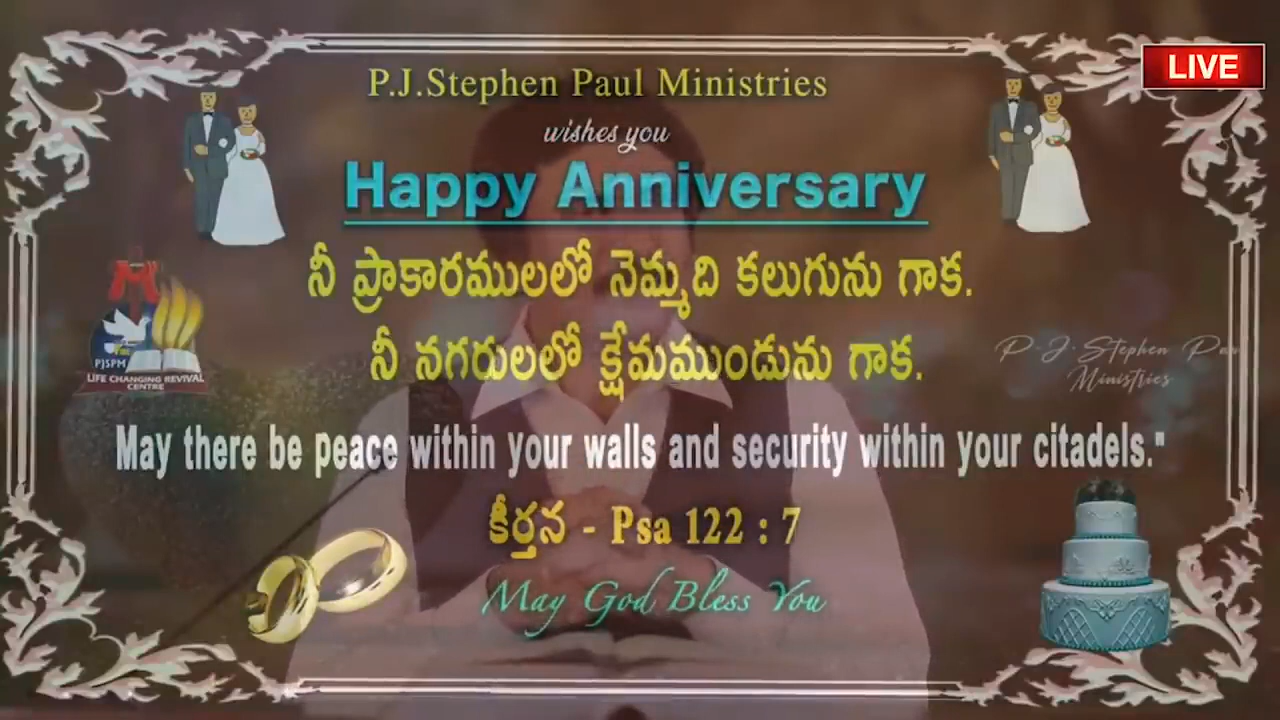 LIVE
P.J.Stephen Paul Ministries
wishes you
Happy Anniversary
నీ ప్రాకారములలో నెమ్మది కలుగును గాక.
నీ నగరులలో క్షేమముండును గాక.
PJSPM
LIFE CHANGING REVIVAL
CENTRE
P.J.Stephen
Ministries
May there be peace within your walls and security within your citadels."
కీర్తన - Psa 122 : 7
May God Bless You